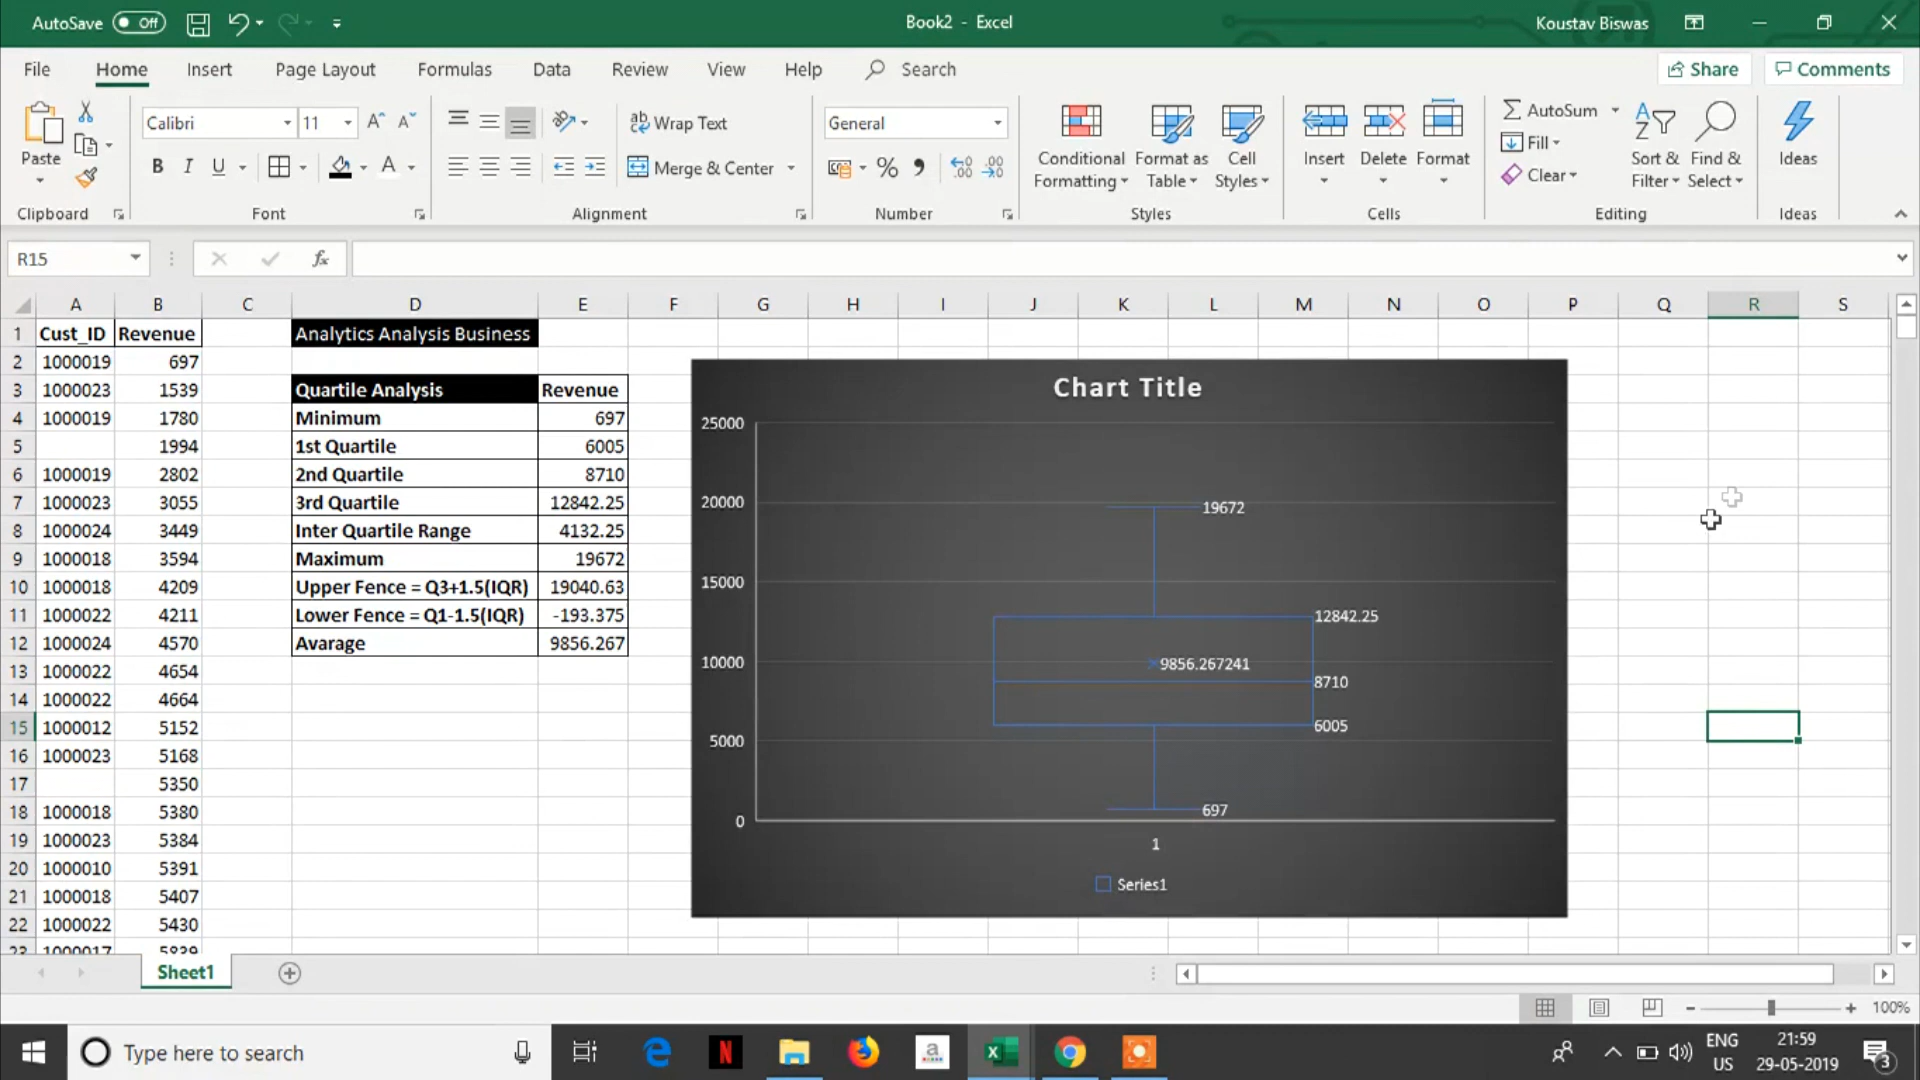 AutoSave Off Book2 - Excel Koustav Biswas
File Home Insert Page Layout Formulas Data Review View Help Search Share Comments
Paste
Clipboard
Calibri 11
B I U A
Font
Wrap Text
Merge & Center
Alignment
General
%
Number
Conditional Formatting
Format as Table
Cell Styles
Styles
Insert Delete Format
Cells
AutoSum
Fill
Clear
Sort & Filter
Find & Select
Editing
Ideas
Ideas
R15 fx
A B C D E F G H I J K L M N O P Q R S
1 Cust_ID Revenue Analytics Analysis Business
2 1000019 697
3 1000023 1539 Quartile Analysis Revenue
4 1000019 1780 Minimum 697
5 1994 1st Quartile 6005
6 1000019 2802 2nd Quartile 8710
7 1000023 3055 3rd Quartile 12842.25
8 1000024 3449 Inter Quartile Range 4132.25
9 1000018 3594 Maximum 19672
10 1000018 4209 Upper Fence = Q3+1.5(IQR) 19040.63
11 1000022 4211 Lower Fence = Q1-1.5(IQR) -193.375
12 1000024 4570 Avarage 9856.267
13 1000022 4654
14 1000022 4664
15 1000012 5152
16 1000023 5168
17 5350
18 1000018 5380
19 1000023 5384
20 1000010 5391
21 1000018 5407
22 1000022 5430
23 1000017 5839
Chart Title
25000
20000
15000
10000
5000
0
19672
12842.25
9856.267241
8710
6005
697
1
Series1
Sheet1
100%
Type here to search
ENG
US
21:59
29-05-2019
3